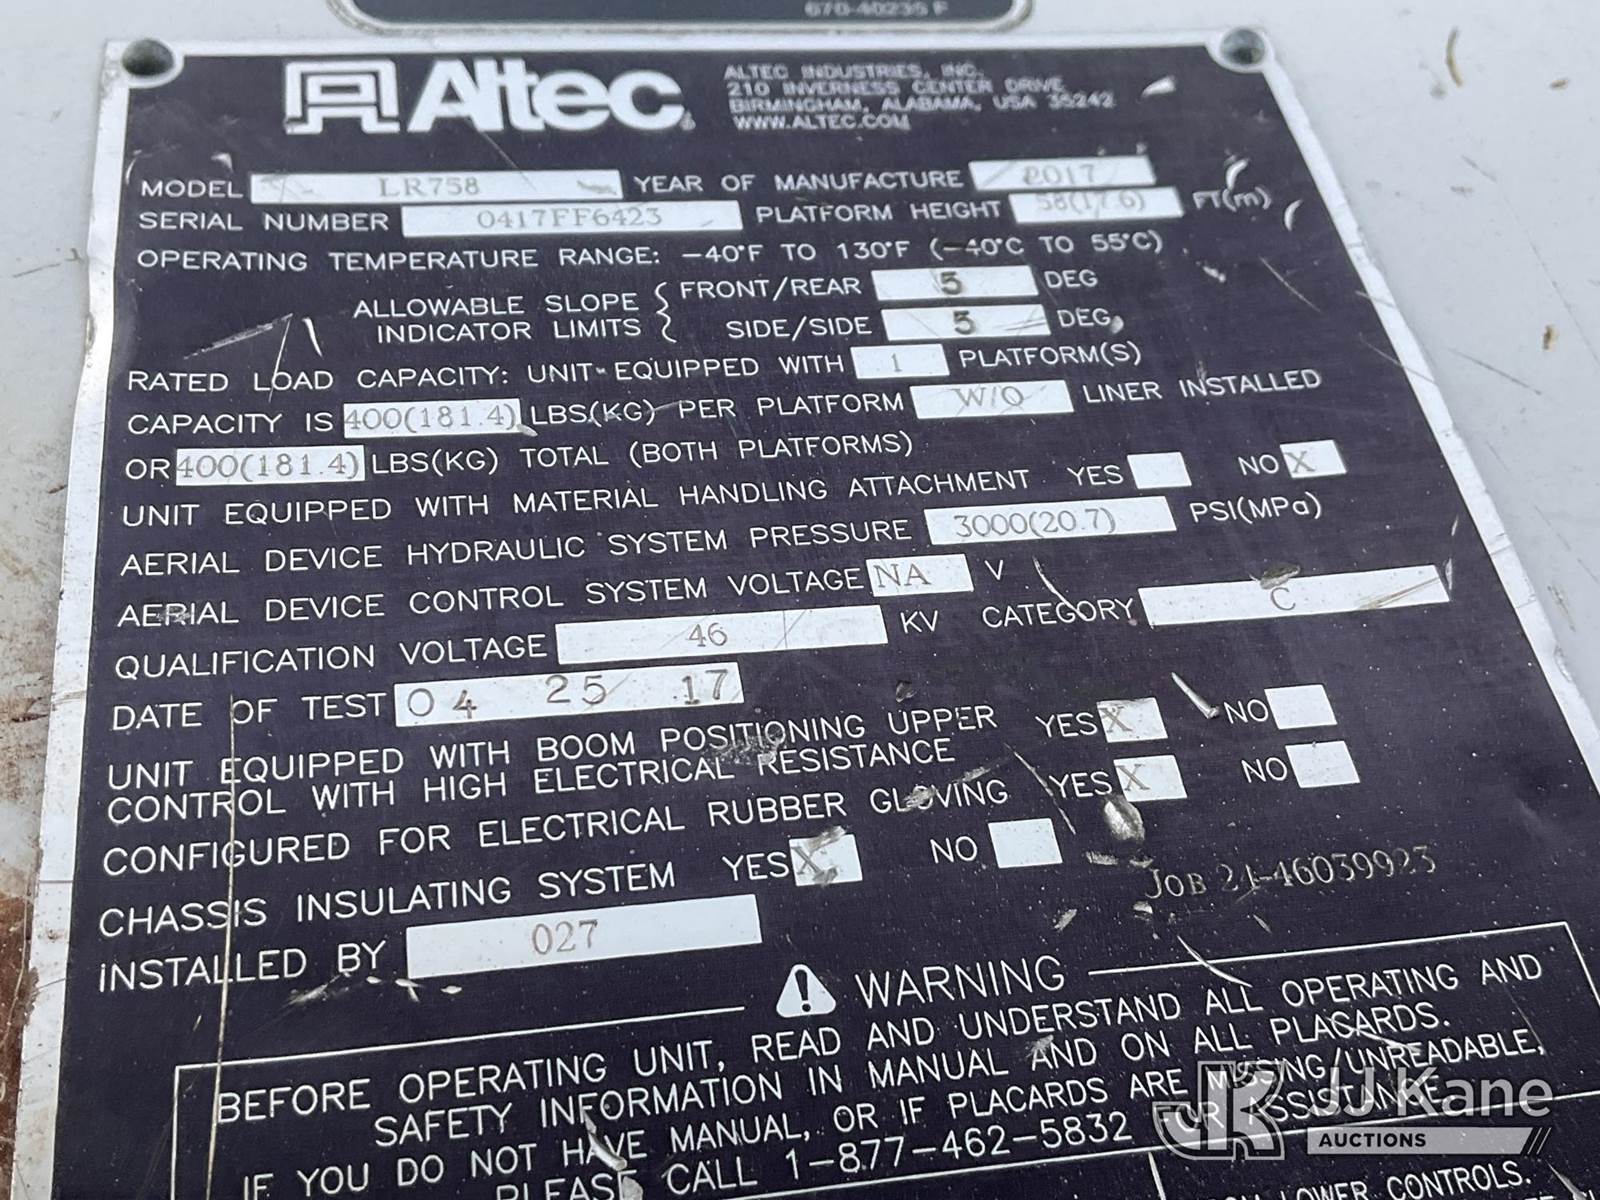 670-40235 F
Altec
ALTEC INDUSTRIES, INC.
210 INVERNESS CENTER DRIVE
BIRMINGHAM, ALABAMA, USA 35242
WWW.ALTEC.COM
MODEL LR758 YEAR OF MANUFACTURE 2017
SERIAL NUMBER 0417FF6423 PLATFORM HEIGHT 58(17.6) FT(m)
OPERATING TEMPERATURE RANGE: -40°F TO 130°F (-40°C TO 55°C)
ALLOWABLE SLOPE INDICATOR LIMITS { FRONT/REAR 5 DEG
SIDE/SIDE 5 DEG
RATED LOAD CAPACITY: UNIT EQUIPPED WITH 1 PLATFORM(S)
CAPACITY IS 400(181.4) LBS(KG) PER PLATFORM W/O LINER INSTALLED
OR 400(181.4) LBS(KG) TOTAL (BOTH PLATFORMS)
UNIT EQUIPPED WITH MATERIAL HANDLING ATTACHMENT YES NO X
AERIAL DEVICE HYDRAULIC SYSTEM PRESSURE 3000(20.7) PSI(MPa)
AERIAL DEVICE CONTROL SYSTEM VOLTAGE NA V
QUALIFICATION VOLTAGE 46 KV CATEGORY C
DATE OF TEST 04 25 17
UNIT EQUIPPED WITH BOOM POSITIONING UPPER
CONTROL WITH HIGH ELECTRICAL RESISTANCE YES X NO
CONFIGURED FOR ELECTRICAL RUBBER GLOVING YES X NO
CHASSIS INSULATING SYSTEM YES X NO
INSTALLED BY 027
JOB 21-46039923
WARNING
BEFORE OPERATING UNIT, READ AND UNDERSTAND ALL OPERATING AND
SAFETY INFORMATION IN MANUAL AND ON ALL PLACARDS.
IF YOU DO NOT HAVE MANUAL, OR IF PLACARDS ARE MISSING/UNREADABLE,
PLEASE CALL 1-877-462-5832 FOR ASSISTANCE.
LOWER CONTROLS.
JK JJ Kane
AUCTIONS